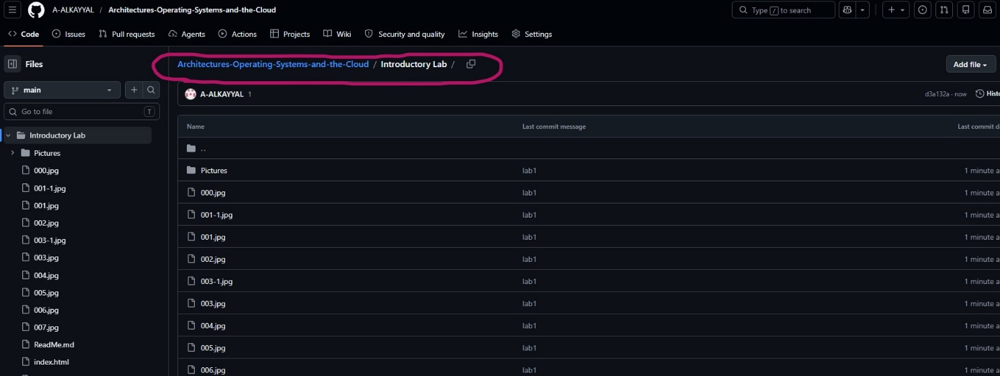 A-ALKAYYAL / Architectures-Operating-Systems-and-the-Cloud
Type / to search
Code Issues Pull requests Agents Actions Projects Wiki Security and quality Insights Settings
Files
main
Go to file T
Introductory Lab
Pictures
000.jpg
001-1.jpg
001.jpg
002.jpg
003-1.jpg
003.jpg
004.jpg
005.jpg
006.jpg
007.jpg
ReadMe.md
index.html
Architectures-Operating-Systems-and-the-Cloud / Introductory Lab /
Add file
A-ALKAYYAL 1
d3a132a · now Histo
Name Last commit message Last commit d
..
Pictures lab1 1 minute a
000.jpg lab1 1 minute a
001-1.jpg lab1 1 minute a
001.jpg lab1 1 minute a
002.jpg lab1 1 minute a
003-1.jpg lab1 1 minute a
003.jpg lab1 1 minute a
004.jpg lab1 1 minute a
005.jpg lab1 1 minute a
006.jpg lab1 1 minute a